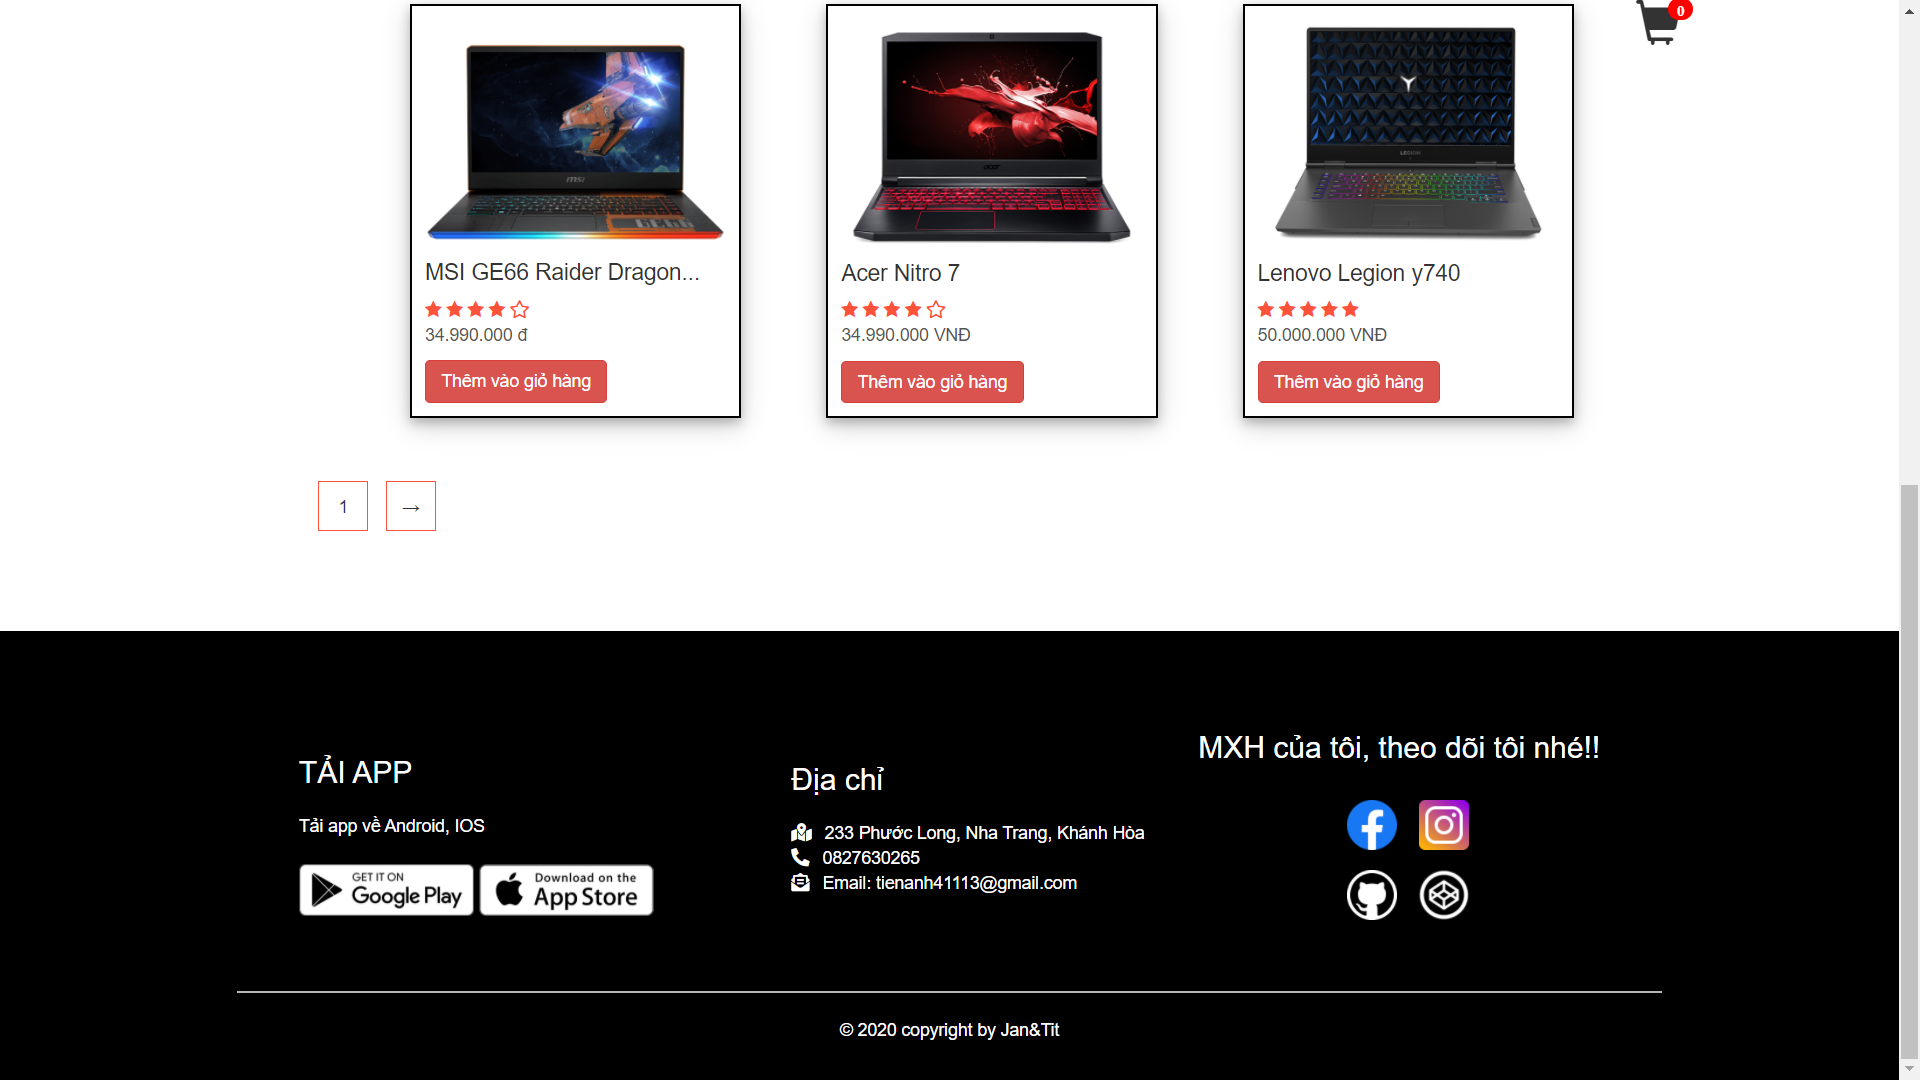 0
msi
acer
LEGION
MSI GE66 Raider Dragon...
34.990.000 đ
Thêm vào giỏ hàng
Acer Nitro 7
34.990.000 VNĐ
Thêm vào giỏ hàng
Lenovo Legion y740
50.000.000 VNĐ
Thêm vào giỏ hàng
1 →
TẢI APP
Tải app về Android, IOS
GET IT ON
Google Play
Download on the
App Store
Địa chỉ
233 Phước Long, Nha Trang, Khánh Hòa
0827630265
Email: tienanh41113@gmail.com
MXH của tôi, theo dõi tôi nhé!!
© 2020 copyright by Jan&Tit